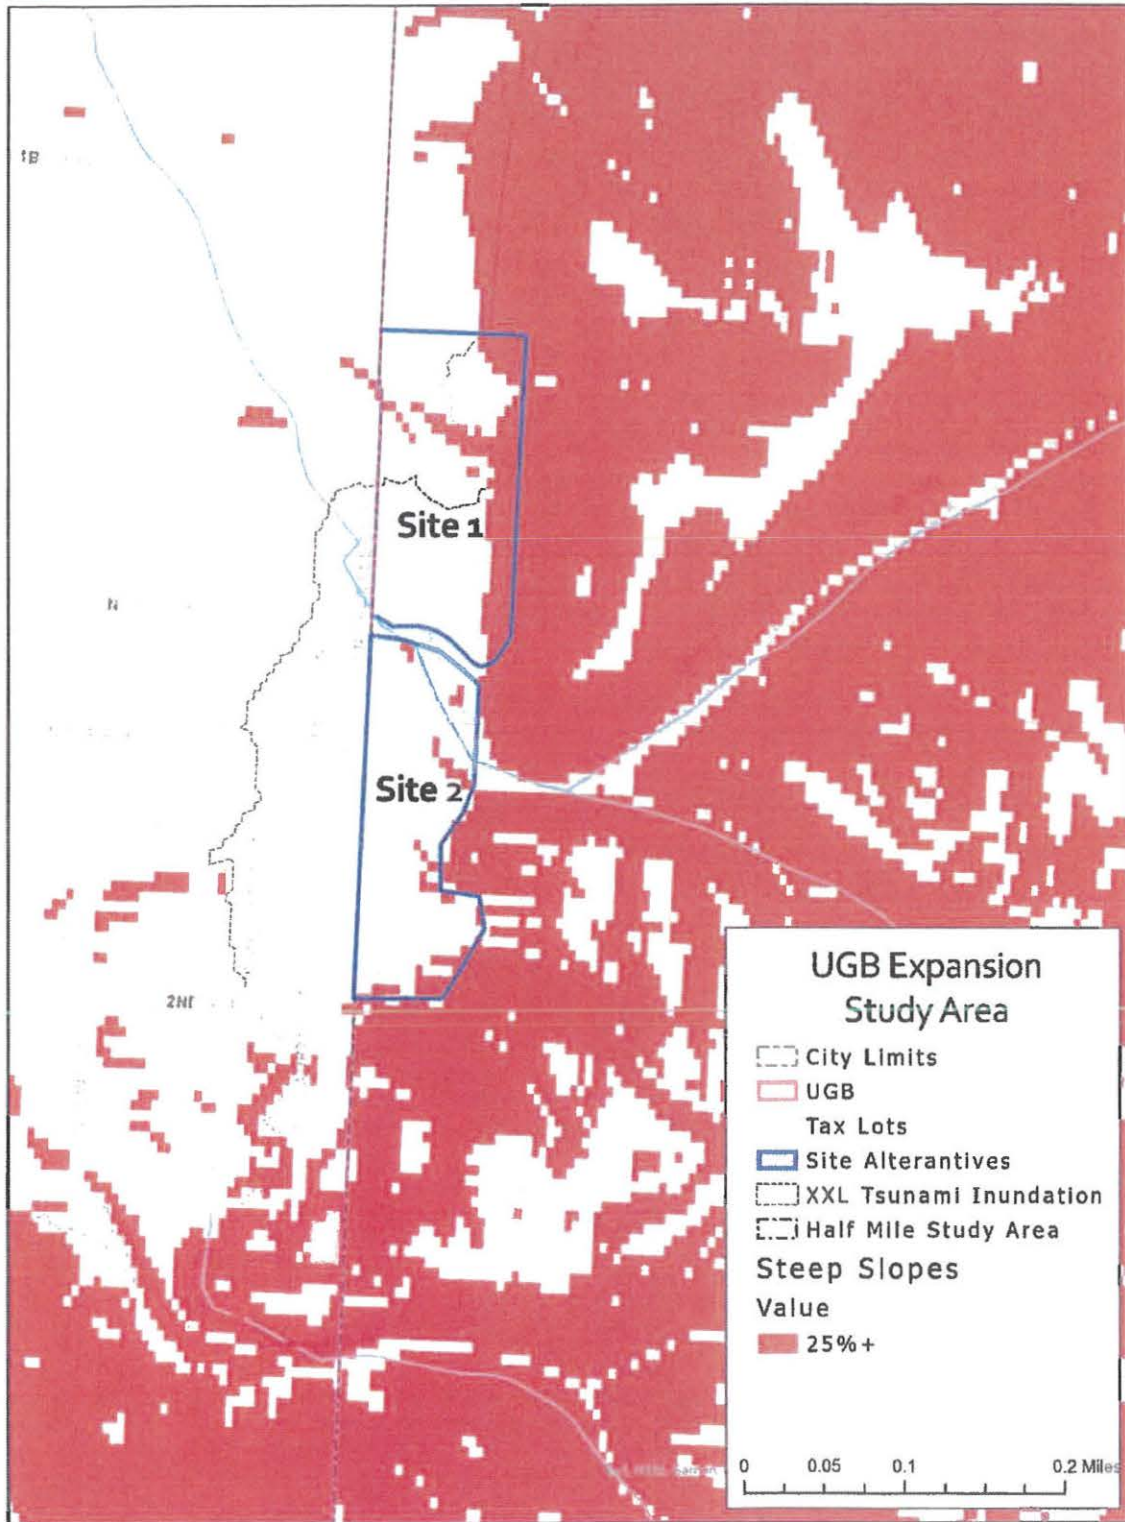 Site 1
N
Site 2
UGB Expansion
Study Area
City Limits
UGB
Tax Lots
Site Alterantives
XXL Tsunami Inundation
Half Mile Study Area
Steep Slopes
Value
25%+
0 0.05 0.1 0.2 Miles